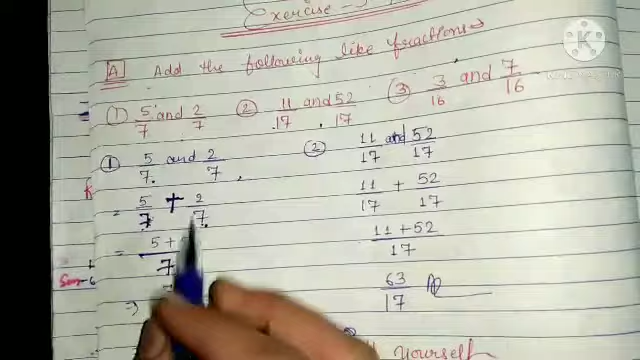 Exercise
KINEMASTER
A Add the following like fractions →
① 5/7 and 2/7 ② 11/17 and 52/17 ③ 3/16 and 7/16
① 5/7 and 2/7
= 5/7 + 2/7
= 5+ /7
⇒
② 11/17 and 52/17
11/17 + 52/17
11+52/17
63/17
Yourself